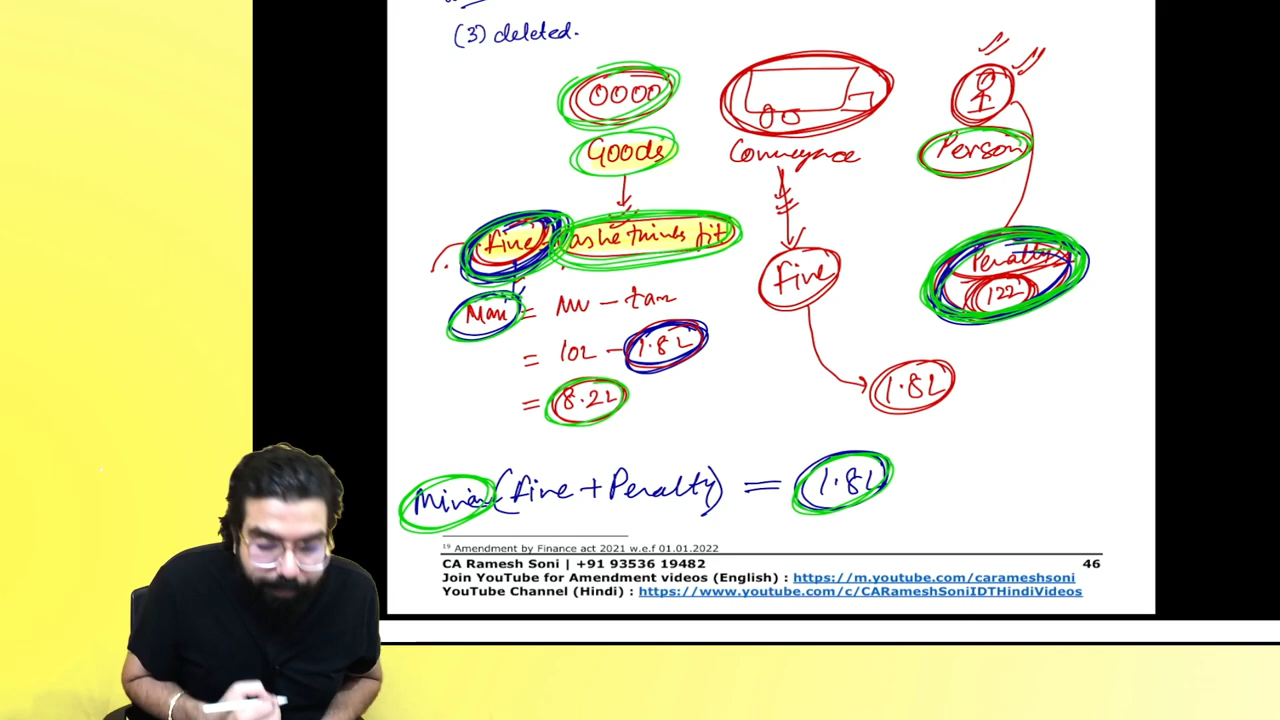 (3) deleted.
0000
Goods
Conveyance
Person
fine
as he thinks fit
Fine
Penalty
122
Max = MV - tax
= 10L - 1.8L
= 8.2L
1.8L
(Fine + Penalty) = 1.8L
19 Amendment by Finance act 2021 w.e.f 01.01.2022
CA Ramesh Soni | +91 93536 19482
46
Join YouTube for Amendment videos (English) : https://m.youtube.com/carameshsoni
YouTube Channel (Hindi) : https://www.youtube.com/c/CARameshSoniIDTHindiVideos